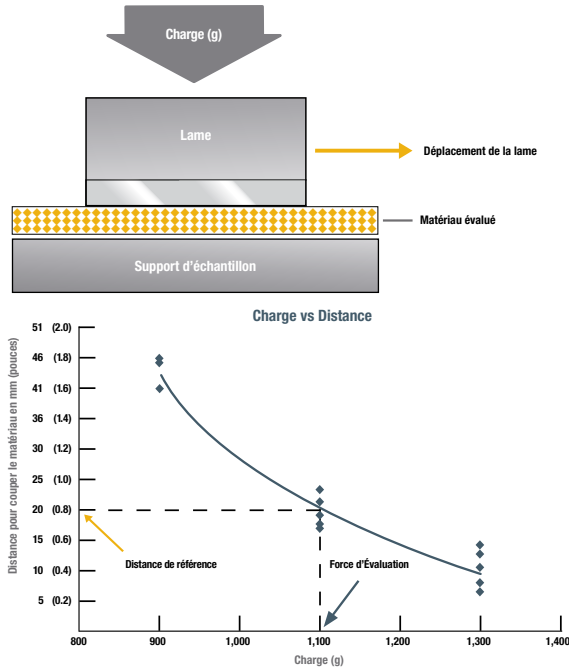 Charge (g)
Lame
Déplacement de la lame
Matériau évalué
Support d'échantillon
Charge vs Distance
Distance pour couper le matériau en mm (pouces)
51 (2.0)
46 (1.8)
41 (1.6)
36 (1.4)
30 (1.2)
25 (1.0)
20 (0.8)
15 (0.6)
10 (0.4)
5 (0.2)
Distance de référence
Force d'Évaluation
800 900 1,000 1,100 1,200 1,300 1,400
Charge (g)